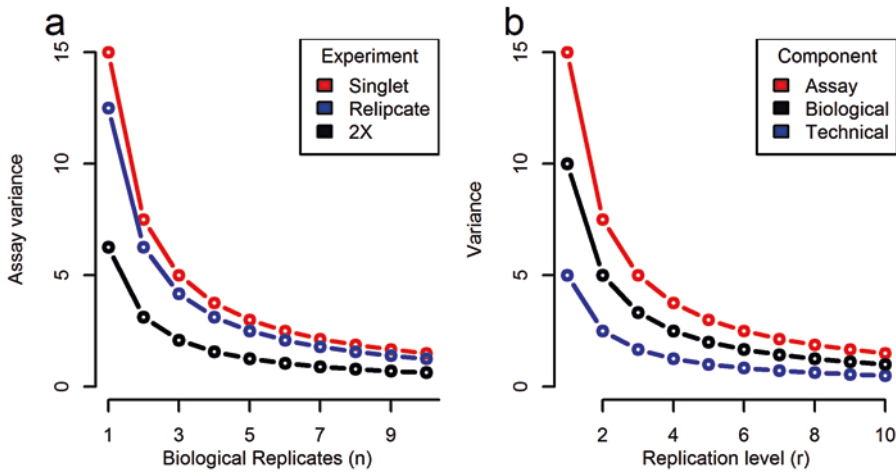 a
Assay variance
15
10
5
0
Experiment
Singlet
Relipcate
2X
1 3 5 7 9
Biological Replicates (n)
b
Variance
15
10
5
0
Component
Assay
Biological
Technical
2 4 6 8 10
Replication level (r)